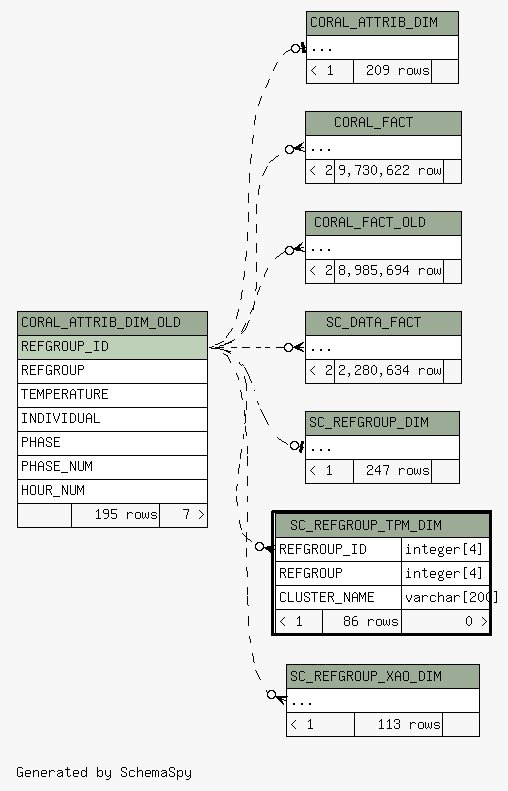 CORAL_ATTRIB_DIM
...
< 1 209 rows
CORAL_FACT
...
< 2 9,730,622 row
CORAL_FACT_OLD
...
< 2 8,985,694 row
SC_DATA_FACT
...
< 2 2,280,634 row
CORAL_ATTRIB_DIM_OLD
REFGROUP_ID
REFGROUP
TEMPERATURE
INDIVIDUAL
PHASE
PHASE_NUM
HOUR_NUM
195 rows 7 >
SC_REFGROUP_DIM
...
< 1 247 rows
SC_REFGROUP_TPM_DIM
REFGROUP_ID integer[4]
REFGROUP integer[4]
CLUSTER_NAME varchar[200]
< 1 86 rows 0 >
SC_REFGROUP_XAO_DIM
...
< 1 113 rows
Generated by SchemaSpy